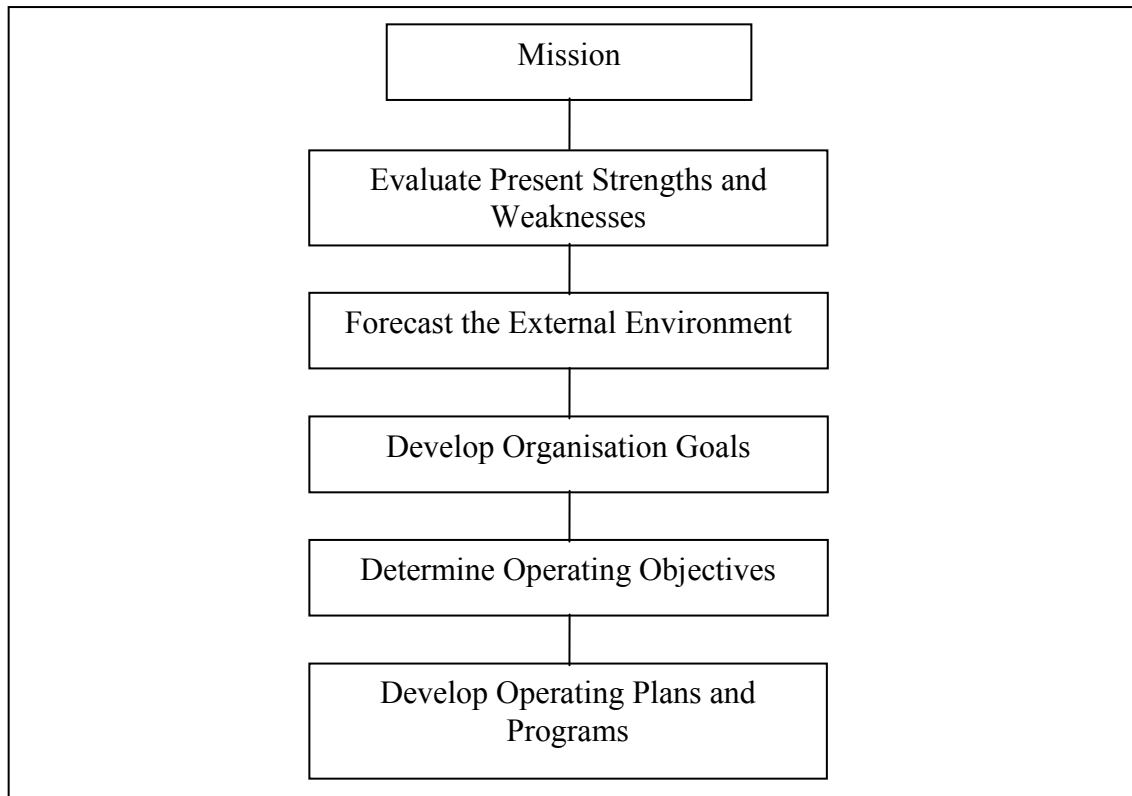 Mission
Evaluate Present Strengths and
Weaknesses
Forecast the External Environment
Develop Organisation Goals
Determine Operating Objectives
Develop Operating Plans and
Programs